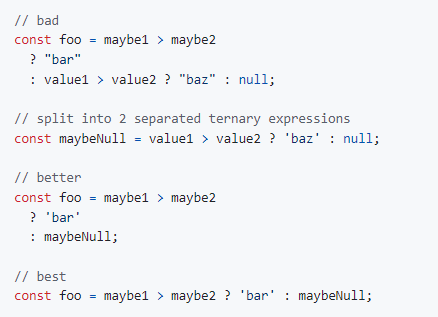 // bad
const foo = maybe1 > maybe2
  ? "bar"
  : value1 > value2 ? "baz" : null;

// split into 2 separated ternary expressions
const maybeNull = value1 > value2 ? 'baz' : null;

// better
const foo = maybe1 > maybe2
  ? 'bar'
  : maybeNull;

// best
const foo = maybe1 > maybe2 ? 'bar' : maybeNull;